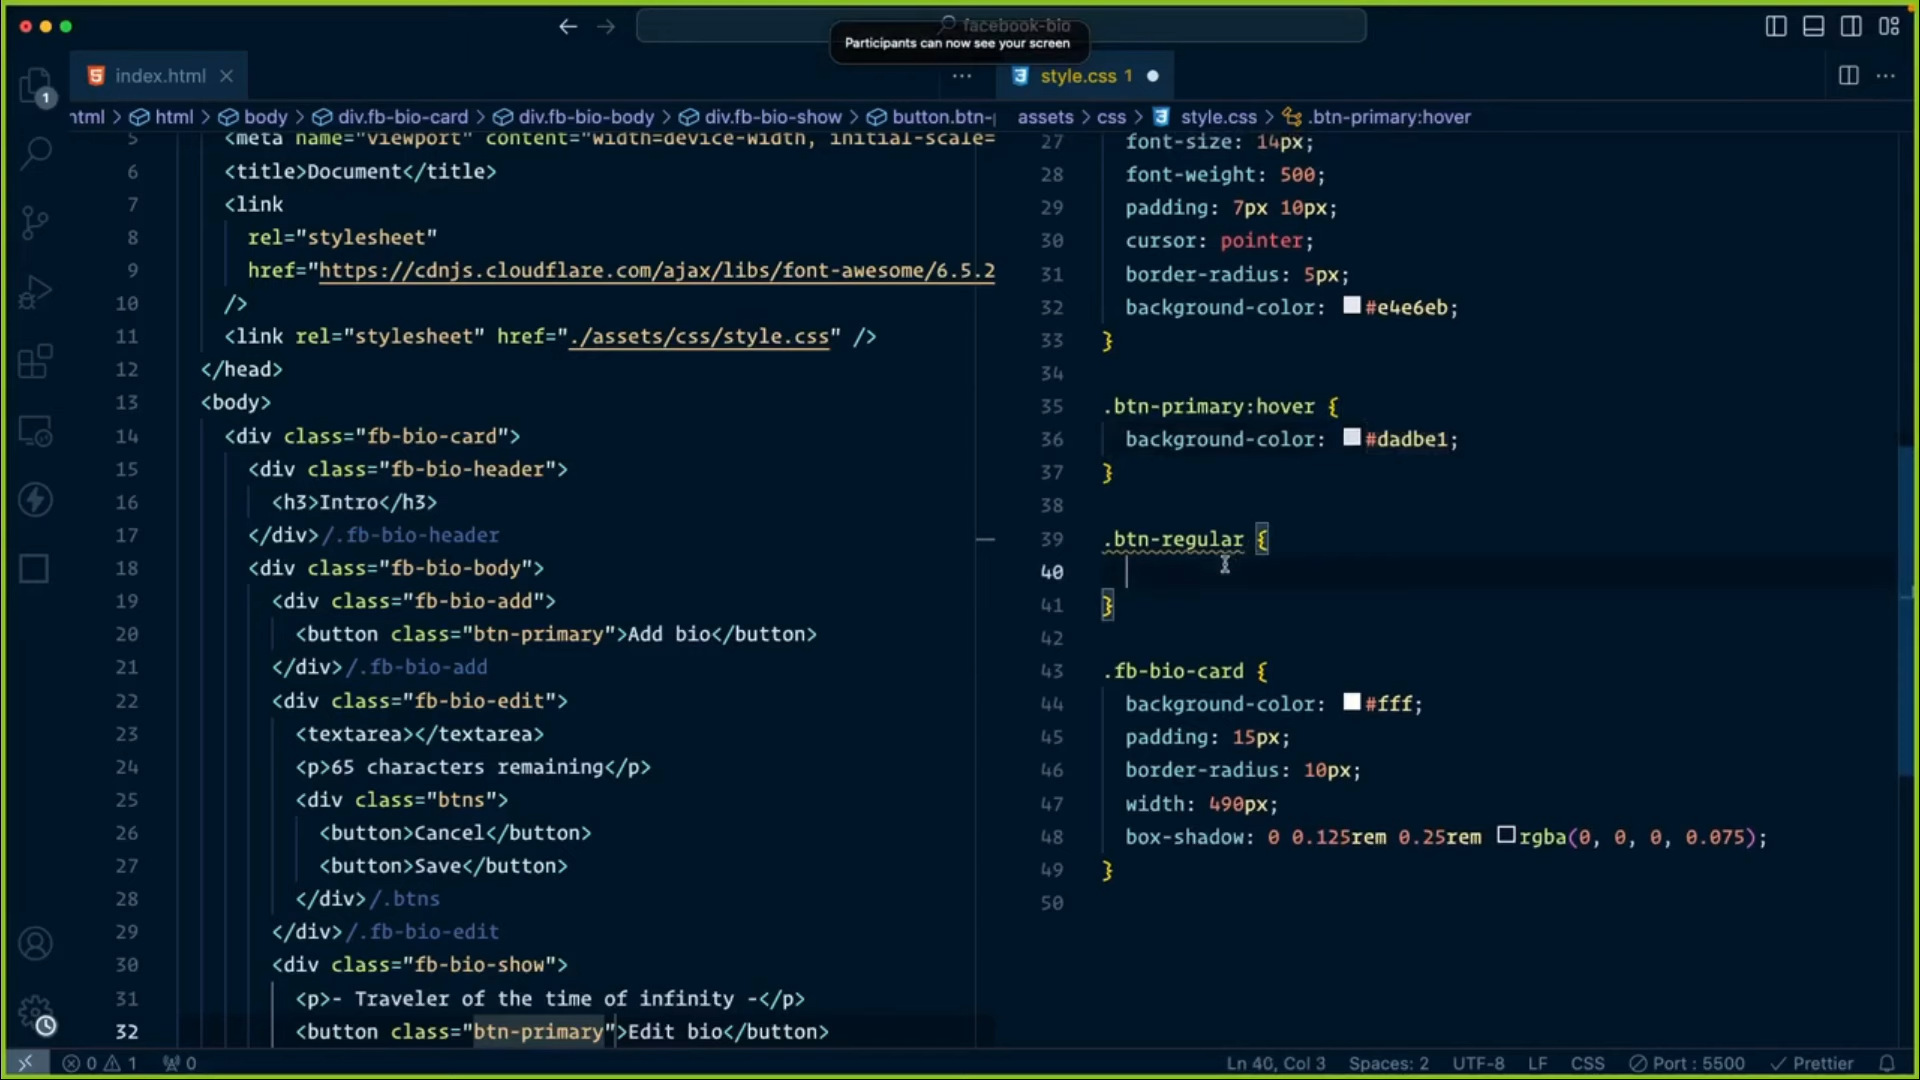 facebook-bio
Participants can now see your screen
index.html
style.css 1
html > html > body > div.fb-bio-card > div.fb-bio-body > div.fb-bio-show > button.btn-p
assets > css > style.css > .btn-primary:hover
5 <meta name="viewport" content="width=device-width, initial-scale=
6 <title>Document</title>
7 <link
8 rel="stylesheet"
9 href="https://cdnjs.cloudflare.com/ajax/libs/font-awesome/6.5.2
10 />
11 <link rel="stylesheet" href="./assets/css/style.css" />
12 </head>
13 <body>
14 <div class="fb-bio-card">
15 <div class="fb-bio-header">
16 <h3>Intro</h3>
17 </div>/.fb-bio-header
18 <div class="fb-bio-body">
19 <div class="fb-bio-add">
20 <button class="btn-primary">Add bio</button>
21 </div>/.fb-bio-add
22 <div class="fb-bio-edit">
23 <textarea></textarea>
24 <p>65 characters remaining</p>
25 <div class="btns">
26 <button>Cancel</button>
27 <button>Save</button>
28 </div>/.btns
29 </div>/.fb-bio-edit
30 <div class="fb-bio-show">
31 <p>- Traveler of the time of infinity -</p>
32 <button class="btn-primary">Edit bio</button>
27 font-size: 14px;
28 font-weight: 500;
29 padding: 7px 10px;
30 cursor: pointer;
31 border-radius: 5px;
32 background-color: #e4e6eb;
33 }
34
35 .btn-primary:hover {
36 background-color: #dadbe1;
37 }
38
39 .btn-regular {
40
41 }
42
43 .fb-bio-card {
44 background-color: #fff;
45 padding: 15px;
46 border-radius: 10px;
47 width: 490px;
48 box-shadow: 0 0.125rem 0.25rem rgba(0, 0, 0, 0.075);
49 }
50
1
0 1 0
Ln 40, Col 3 Spaces: 2 UTF-8 LF CSS Port : 5500 Prettier